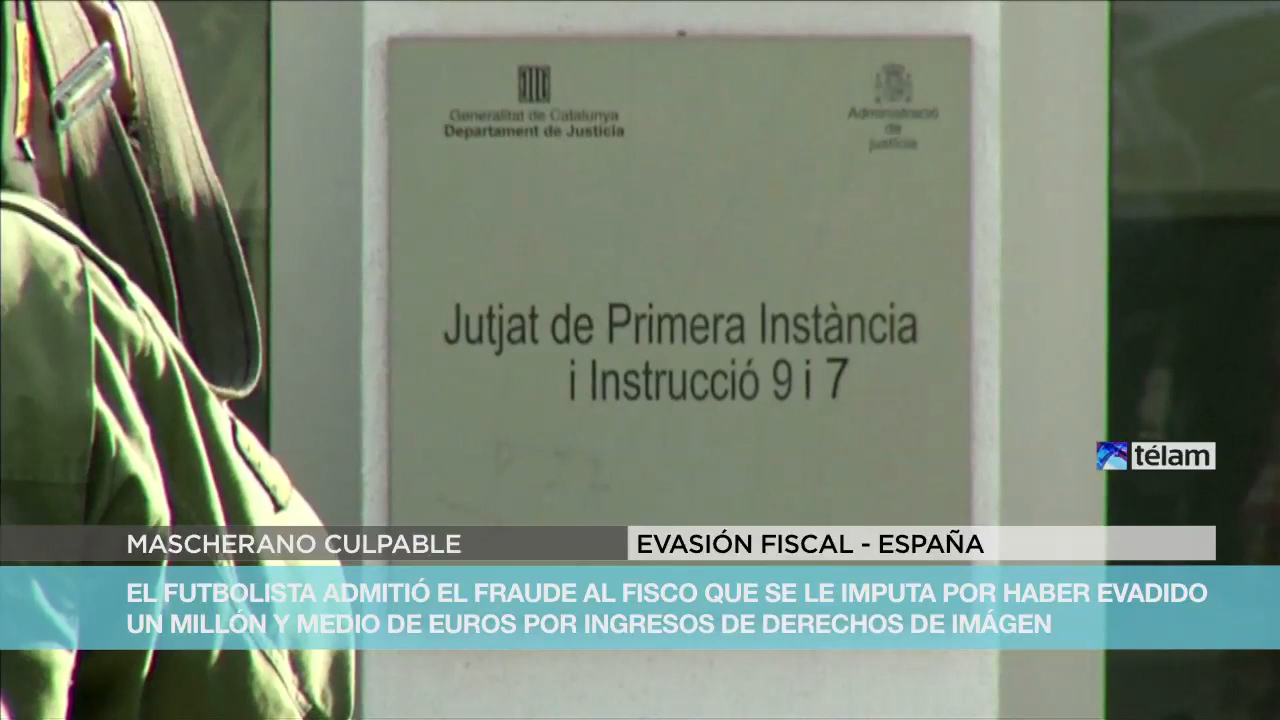 Generalitat de Catalunya
Departament de Justícia
Administració
de
justícia
Jutjat de Primera Instància
i Instrucció 9 i 7
télam
MASCHERANO CULPABLE
EVASIÓN FISCAL - ESPAÑA
EL FUTBOLISTA ADMITIÓ EL FRAUDE AL FISCO QUE SE LE IMPUTA POR HABER EVADIDO
UN MILLÓN Y MEDIO DE EUROS POR INGRESOS DE DERECHOS DE IMÁGEN